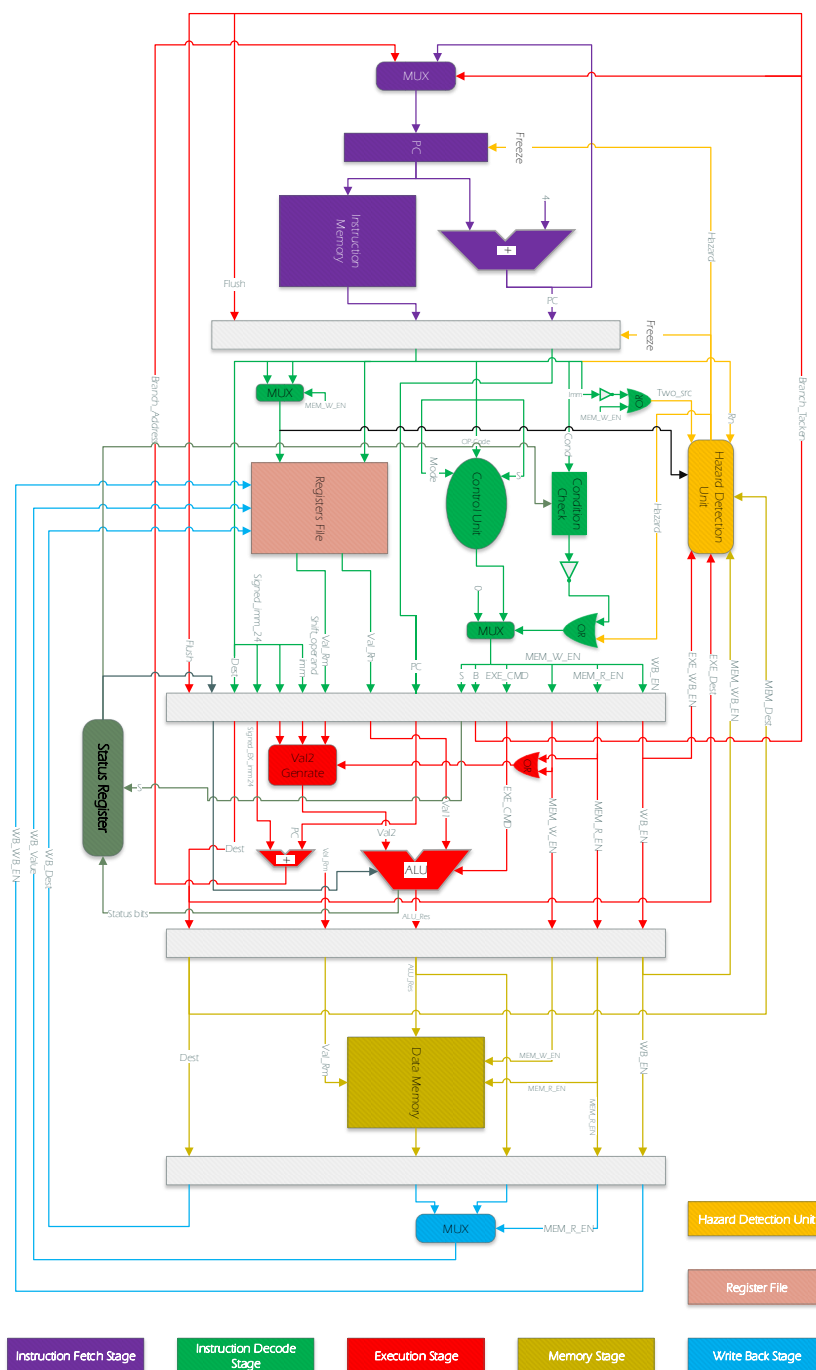 MUX
Freeze
PC
4
Instruction
Memory
+
Hazard
Flush
PC
Freeze
Branch_Address
Branch_Tacken
MUX
MEM_W_EN
Imm
MEM_W_EN
OR
Two_src
Rn
Cond
OP_Code
Mode
S
Registers File
Control Unit
Condition
Check
Hazard Detection
Unit
Hazard
Signed_imm_24
Shift_operand
Val_Rm
Val_Rn
D
MUX
OR
Flush
Dest
Imm
PC
MEM_W_EN
S
B
EXE_CMD
MEM_R_EN
WB_EN
EXE_WB_EN
EXE_Dest
MEM_WB_EN
MEM_Dest
Status Register
Signed_EX_imm24
Val2
Genrate
OR
S
PC
Val2
Val1
EXE_CMD
MEM_W_EN
MEM_R_EN
WB_EN
Dest
+
Val_Rm
ALU
WB_WB_EN
WB_Value
WB_Dest
Status bits
ALU_Res
ALU_Res
Dest
Val_Rm
Data Memory
MEM_W_EN
MEM_R_EN
WB_EN
MEM_R_EN
MUX
MEM_R_EN
Hazard Detection Unit
Register File
Instruction Fetch Stage
Instruction Decode
Stage
Execution Stage
Memory Stage
Write Back Stage